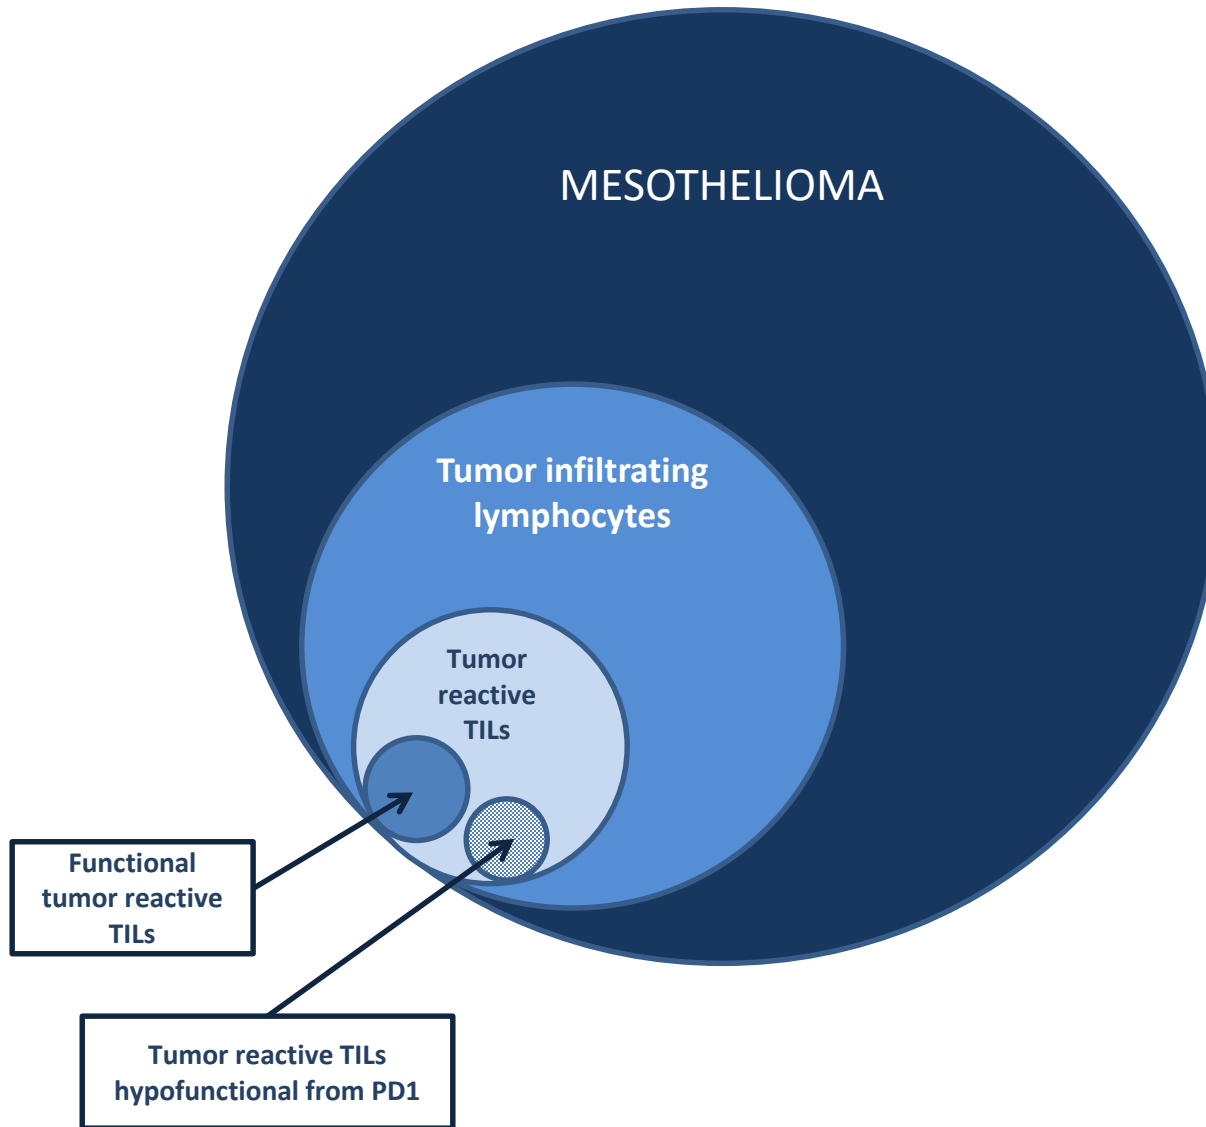 MESOTHELIOMA
Tumor infiltrating
lymphocytes
Tumor
reactive
TILs
Functional
tumor reactive
TILs
Tumor reactive TILs
hypofunctional from PD1